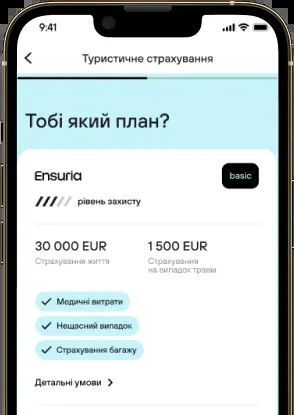 9:41
Туристичне страхування
Тобі який план?
Ensuria
basic
рівень захисту
30 000 EUR
Страхування життя
1 500 EUR
Страхування
на випадок травм
Медичні витрати
Нещасний випадок
Страхування багажу
Детальні умови